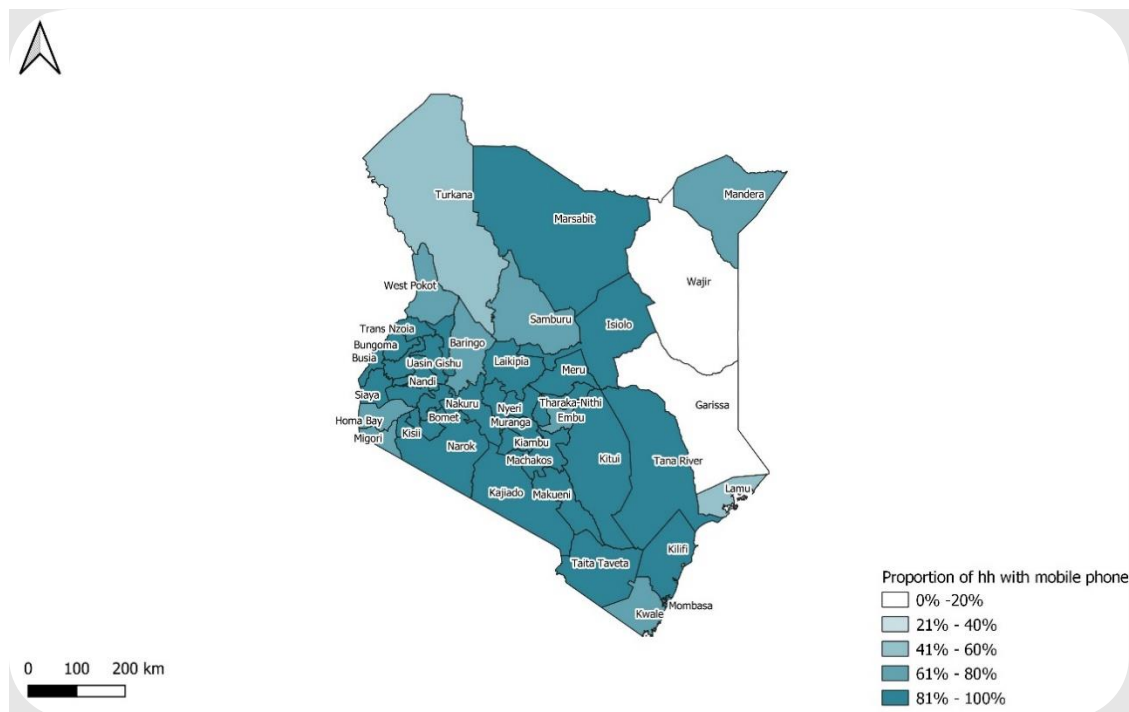 Turkana
Mandera
Marsabit
Wajir
West Pokot
Samburu
Isiolo
Trans Nzoia
Bungoma
Baringo
Busia
Uasin Gishu
Laikipia
Meru
Nandi
Siaya
Nakuru
Nyeri
Tharaka-Nithi
Garissa
Homa Bay
Bomet
Muranga
Embu
Migori
Kisii
Narok
Kiambu
Machakos
Kitui
Tana River
Kajiado
Makueni
Lamu
Taita Taveta
Kilifi
Kwale
Mombasa
Proportion of hh with mobile phone
0% -20%
21% - 40%
41% - 60%
61% - 80%
81% - 100%
0 100 200 km